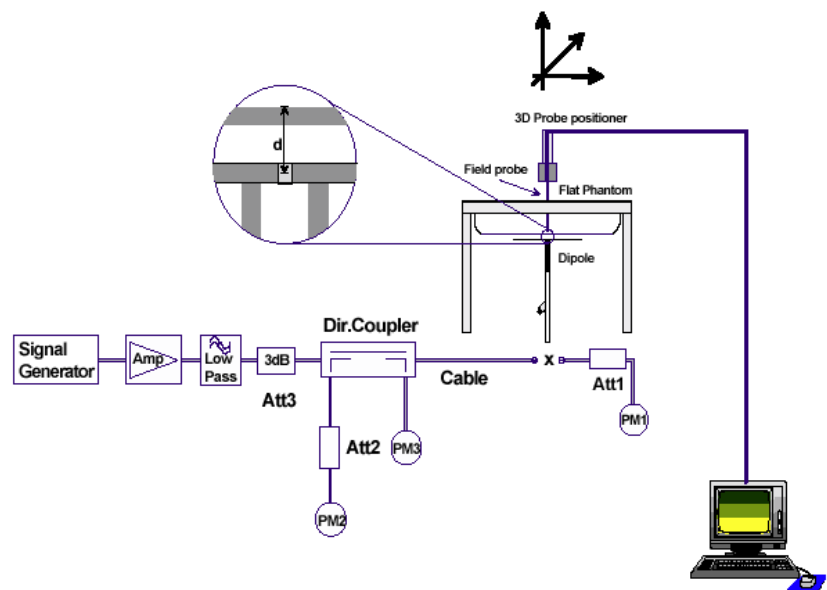 3D Probe positioner
d
Field probe
Flat Phantom
Dipole
Dir.Coupler
Signal
Generator
Amp
Low
Pass
3dB
Cable
x
Att3
Att1
PM1
Att2
PM3
PM2